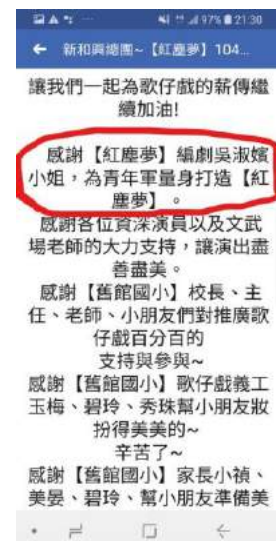 97% 21:30
新和興總團~【紅塵夢】104...
讓我們一起為歌仔戲的薪傳繼
續加油!
感謝【紅塵夢】編劇吳淑嬪
小姐，為青年軍量身打造【紅
塵夢】。
感謝各位資深演員以及文武
場老師的大力支持，讓演出盡
善盡美。
感謝【舊館國小】校長、主
任、老師、小朋友們對推廣歌
仔戲百分百的
支持與參與~
感謝【舊館國小】歌仔戲義工
玉梅、碧玲、秀珠幫小朋友妝
扮得美美的~
辛苦了~
感謝【舊館國小】家長小禎、
美晏、碧玲、幫小朋友準備美